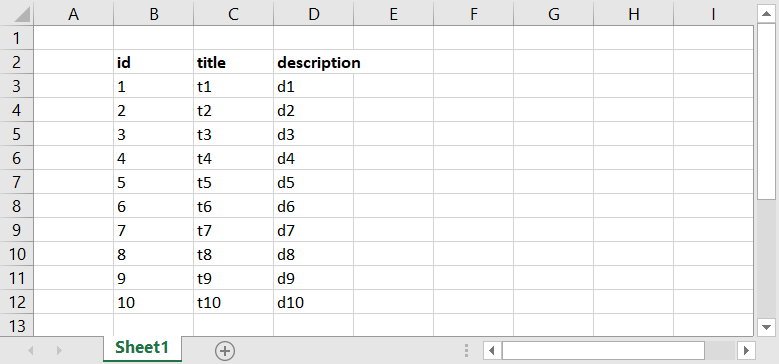 A B C D E F G H I
1
2 id title description
3 1 t1 d1
4 2 t2 d2
5 3 t3 d3
6 4 t4 d4
7 5 t5 d5
8 6 t6 d6
9 7 t7 d7
10 8 t8 d8
11 9 t9 d9
12 10 t10 d10
13
Sheet1